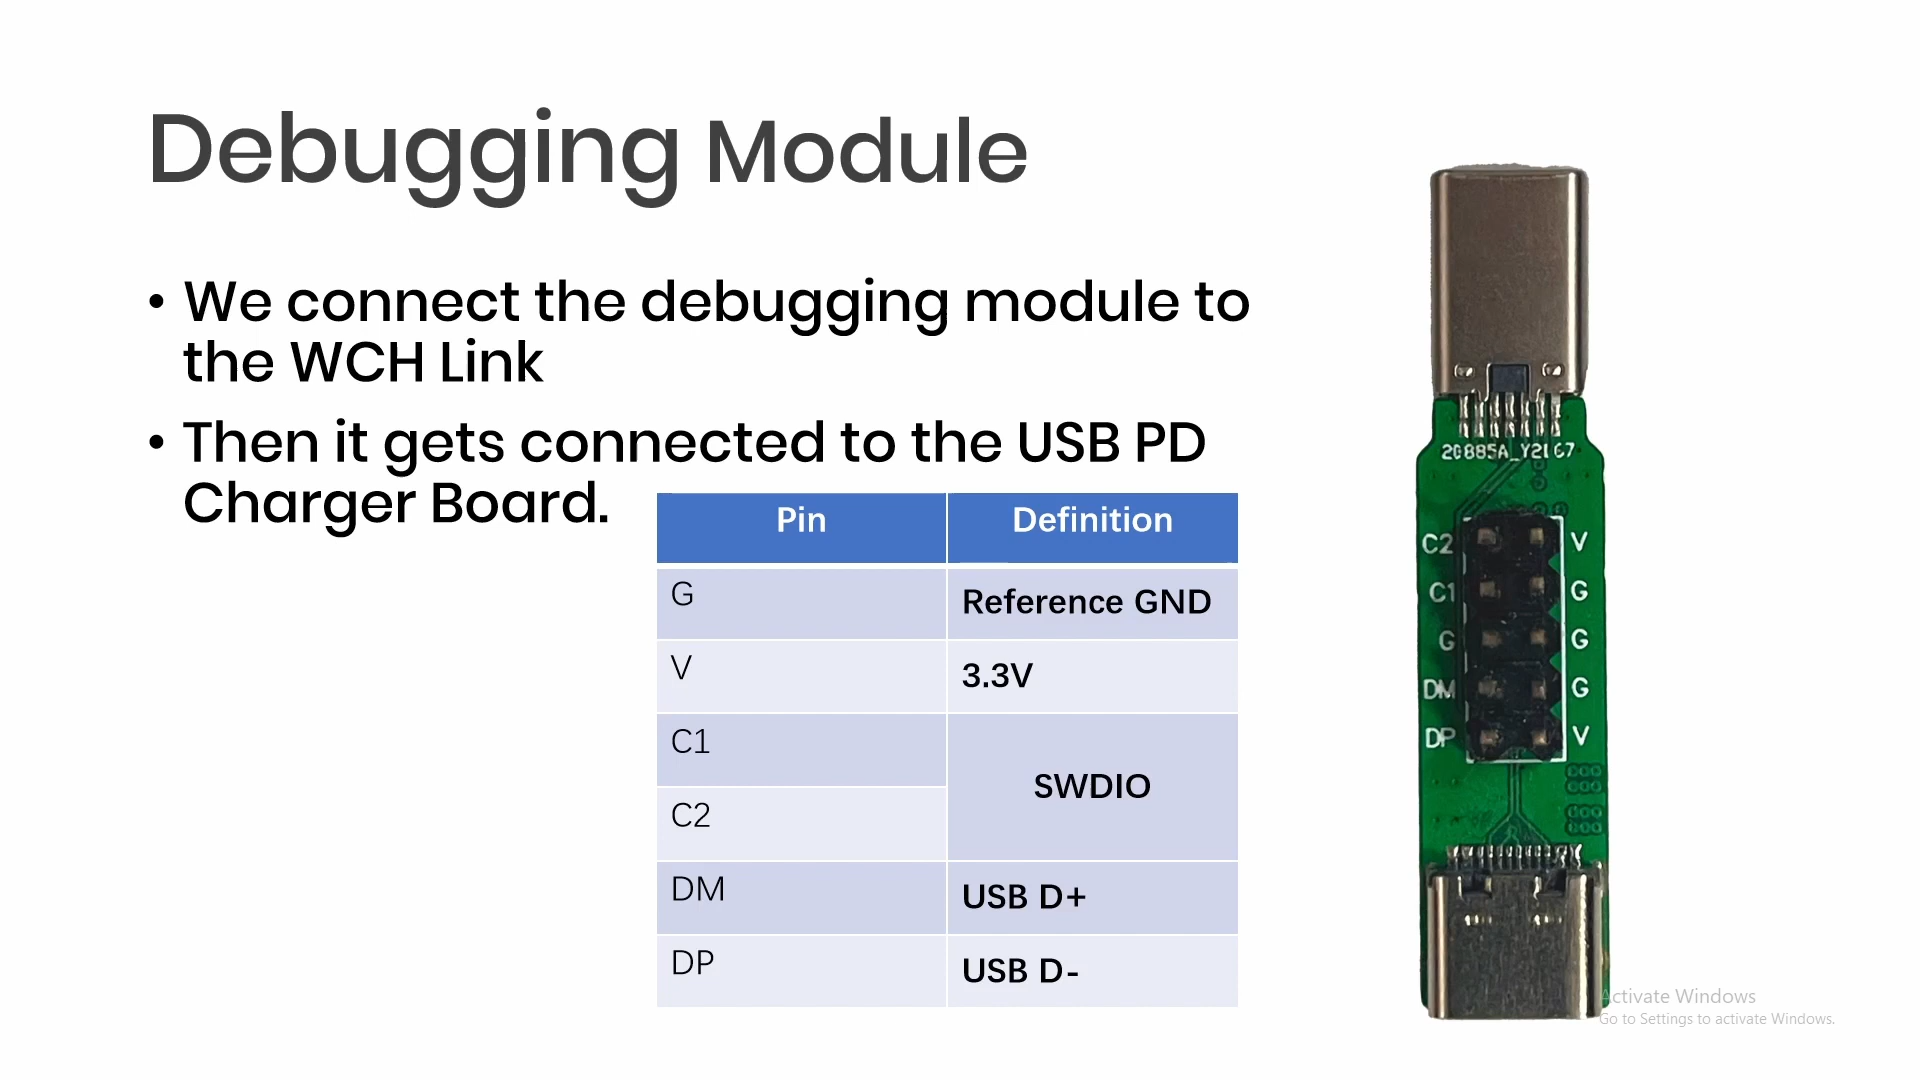 Debugging Module
• We connect the debugging module to
the WCH Link
• Then it gets connected to the USB PD
Charger Board.
Pin Definition
G Reference GND
V 3.3V
C1
SWDIO
C2
DM USB D+
DP USB D-
C2 V
C1 G
G G
DM G
DP V
Activate Windows
Go to Settings to activate Windows.